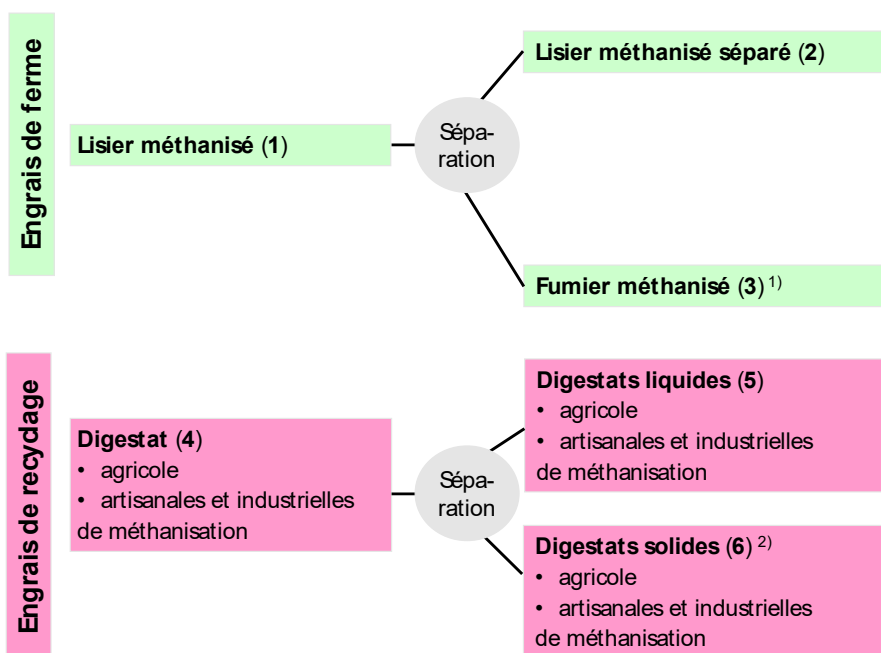 Engrais de ferme
Lisier méthanisé (1)
Sépa-
ration
Lisier méthanisé séparé (2)
Fumier méthanisé (3) 1)
Engrais de recydage
Digestat (4)
• agricole
• artisanales et industrielles
de méthanisation
Sépa-
ration
Digestats liquides (5)
• agricole
• artisanales et industrielles
de méthanisation
Digestats solides (6) 2)
• agricole
• artisanales et industrielles
de méthanisation